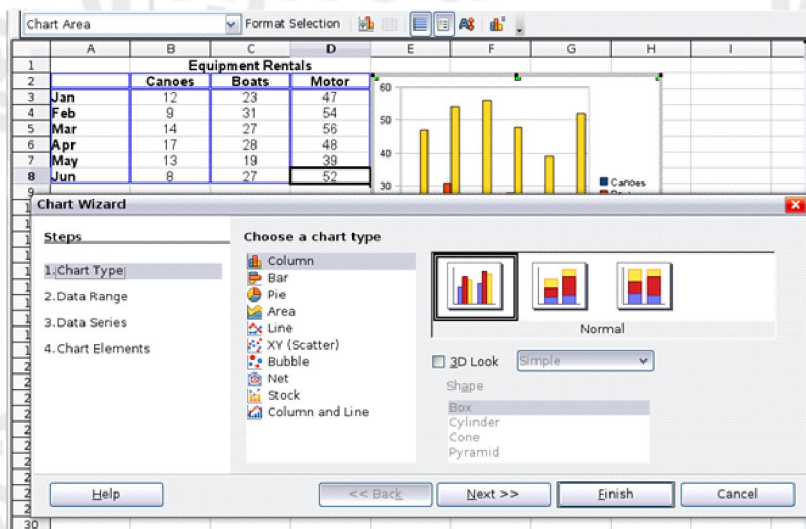 Chart Area Format Selection
A B C D E F G H I
1 Equipment Rentals
2 Canoes Boats Motor
3 Jan 12 23 47
4 Feb 9 31 54
5 Mar 14 27 56
6 Apr 17 28 48
7 May 13 19 39
8 Jun 8 27 52
9
60
50
40
30
Canoes
Chart Wizard
Steps
1.Chart Type
2.Data Range
3.Data Series
4.Chart Elements
Choose a chart type
Column
Bar
Pie
Area
Line
XY (Scatter)
Bubble
Net
Stock
Column and Line
Normal
3D Look Simple
Shape
Box
Cylinder
Cone
Pyramid
Help << Back Next >> Finish Cancel
30